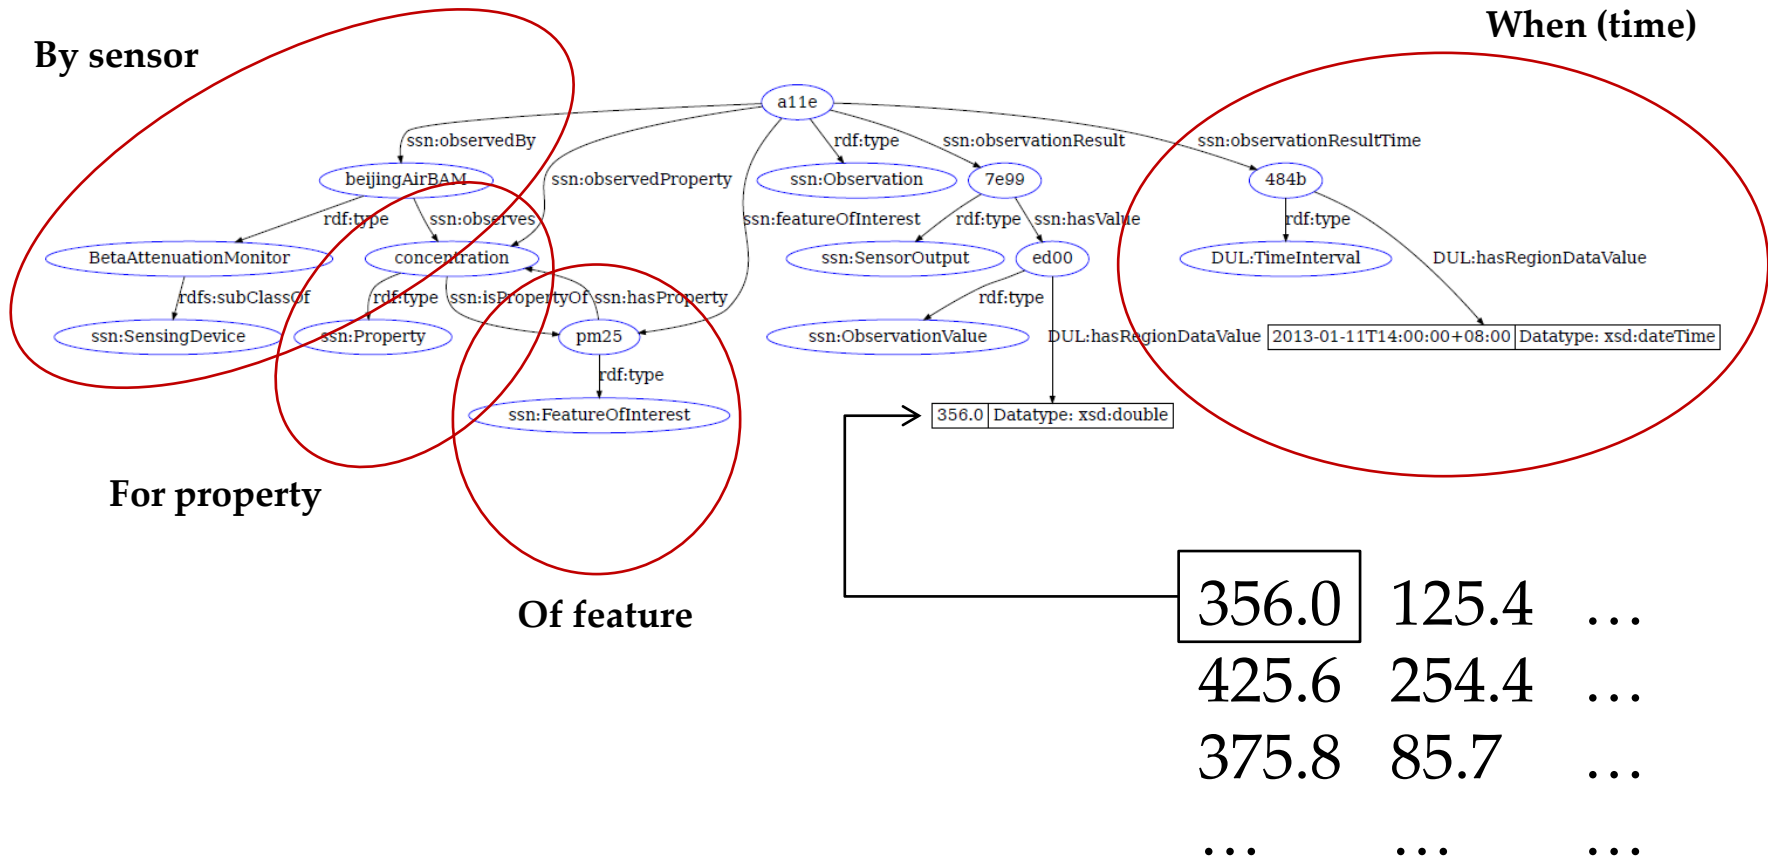 When (time)
By sensor
a11e
ssn:observedBy
rdf:type
ssn:observationResult
ssn:observationResultTime
beijingAirBAM
ssn:observedProperty
ssn:Observation
7e99
484b
rdf:type
ssn:observes
ssn:featureOfInterest
rdf:type
ssn:hasValue
rdf:type
BetaAttenuationMonitor
concentration
ssn:SensorOutput
ed00
DUL:TimeInterval
DUL:hasRegionDataValue
rdfs:subClassOf
rdf:type
ssn:isPropertyOf
ssn:hasProperty
rdf:type
ssn:SensingDevice
ssn:Property
pm25
ssn:ObservationValue
DUL:hasRegionDataValue
2013-01-11T14:00:00+08:00 Datatype: xsd:dateTime
rdf:type
ssn:FeatureOfInterest
356.0 Datatype: xsd:double
For property
Of feature
356.0 125.4 ...
425.6 254.4 ...
375.8 85.7 ...
... ... ...